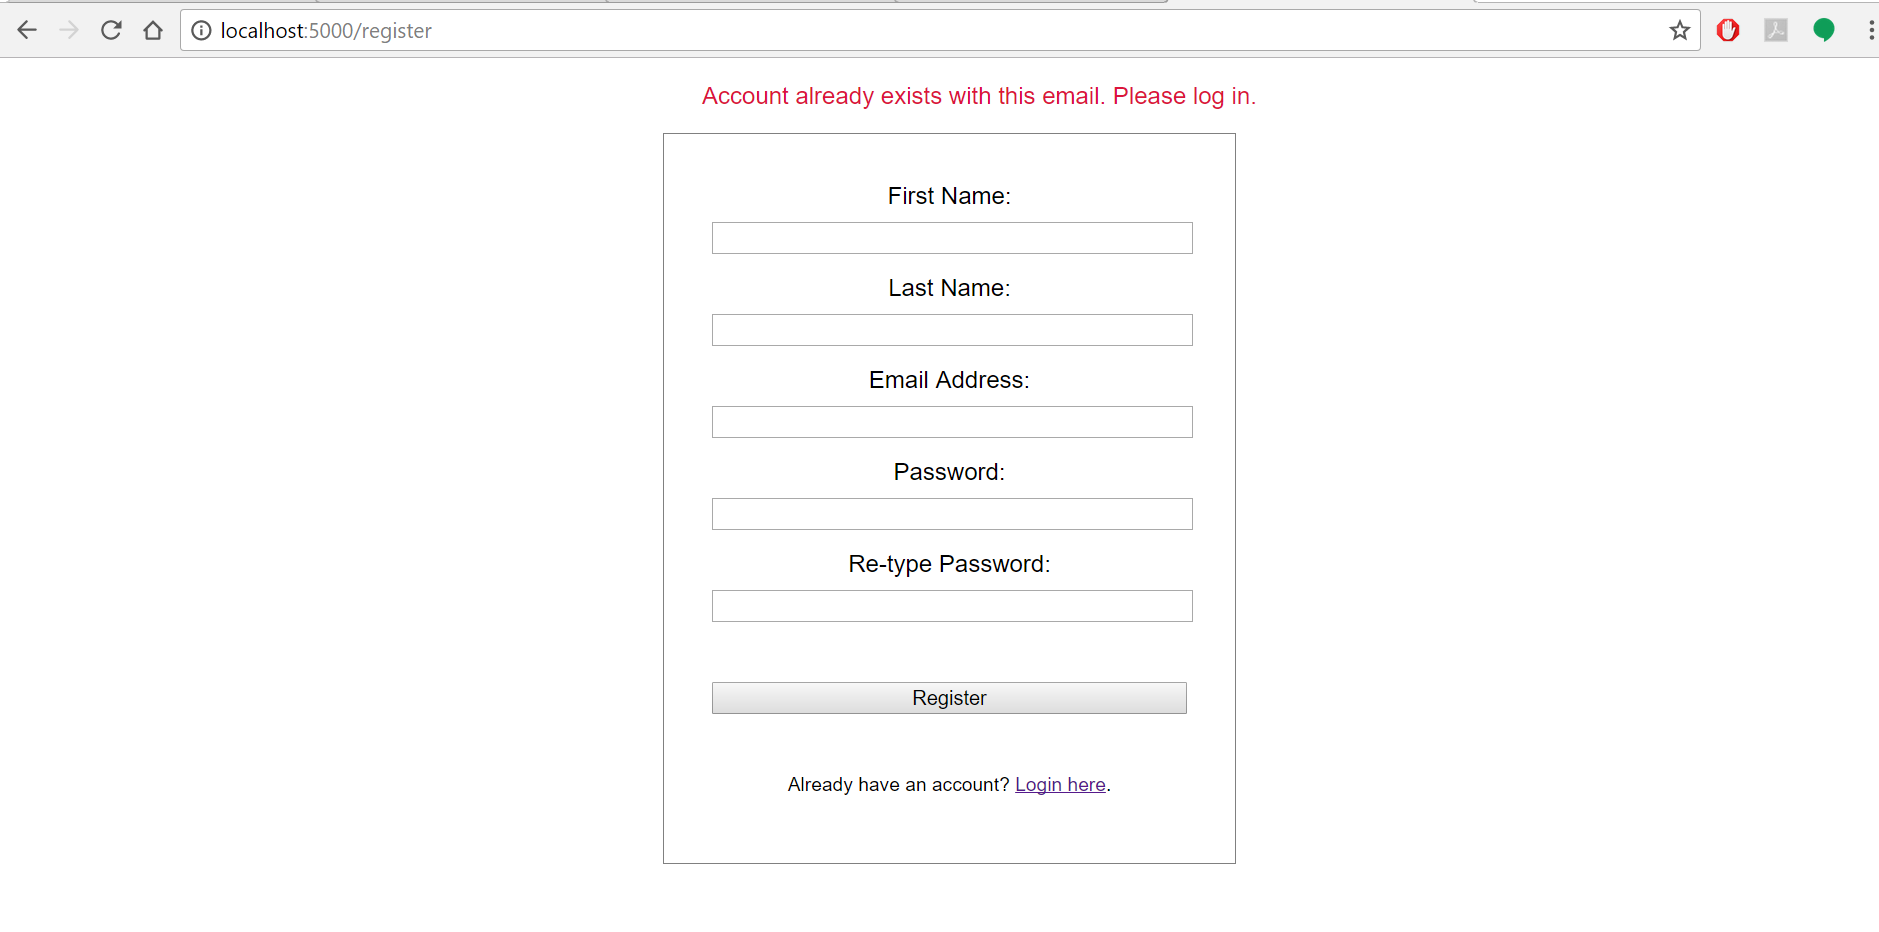 localhost:5000/register
Account already exists with this email. Please log in.
First Name:
Last Name:
Email Address:
Password:
Re-type Password:
Register
Already have an account? Login here.